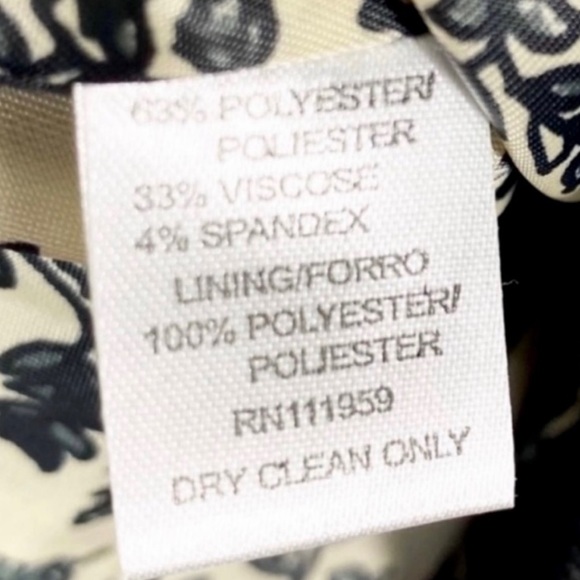 63% POLYESTER/
POLIESTER
33% VISCOSE
4% SPANDEX
LINING/FORRO
100% POLYESTER/
POLIESTER
RN111959
DRY CLEAN ONLY